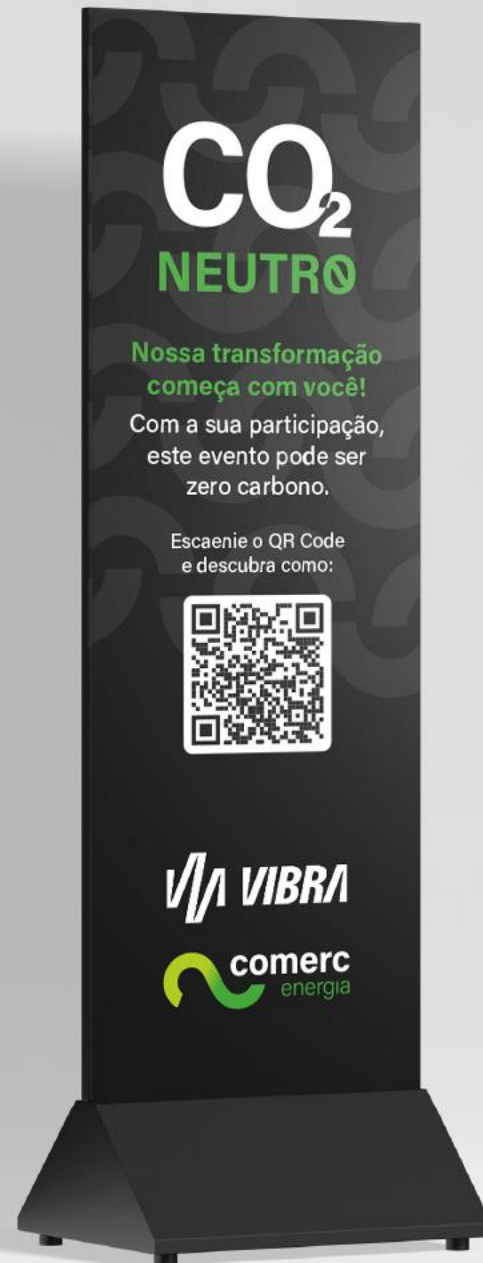 CO₂
NEUTRO
Nossa transformação
começa com você!
Com a sua participação,
este evento pode ser
zero carbono.
Escaenie o QR Code
e descubra como:
VIBRA
comerc
energia